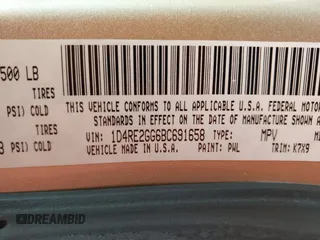 500 LB
TIRES
PSI) COLD
TIRES
PSI) COLD
THIS VEHICLE CONFORMS TO ALL APPLICABLE U.S.A. FEDERAL MOTOR
STANDARDS IN EFFECT ON THE DATE OF MANUFACTURE
VIN: 1D4RE2GG6BC691658 TYPE: MPV
VEHICLE MADE IN U.S.A. PAINT: PWL TRIM: K7X9
DREAMBID